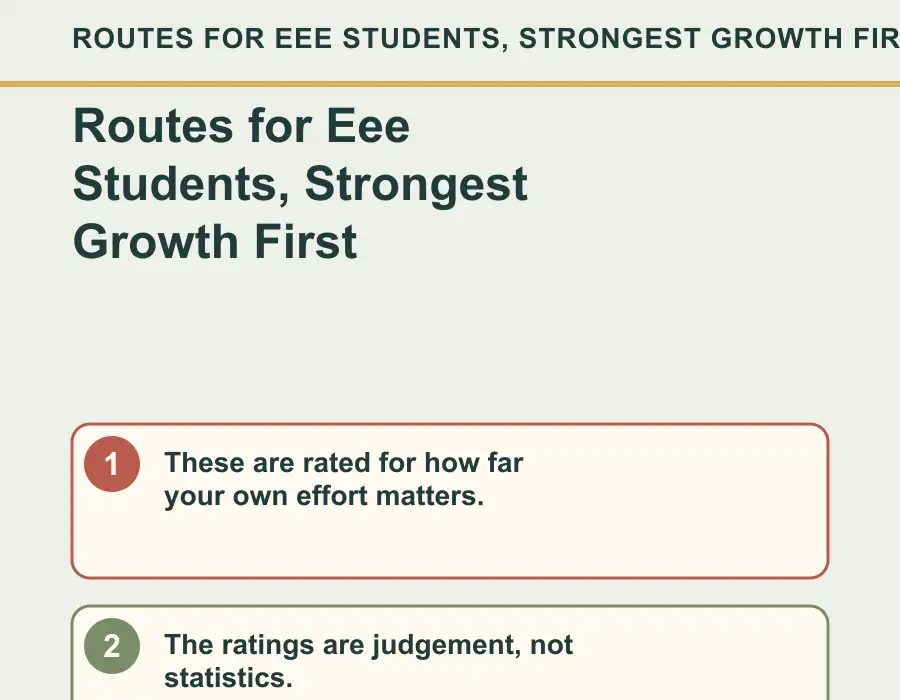 ROUTES FOR EEE STUDENTS, STRONGEST GROWTH FIR
Routes for Eee
Students, Strongest
Growth First
1
These are rated for how far
your own effort matters.
2
The ratings are judgement, not
statistics.